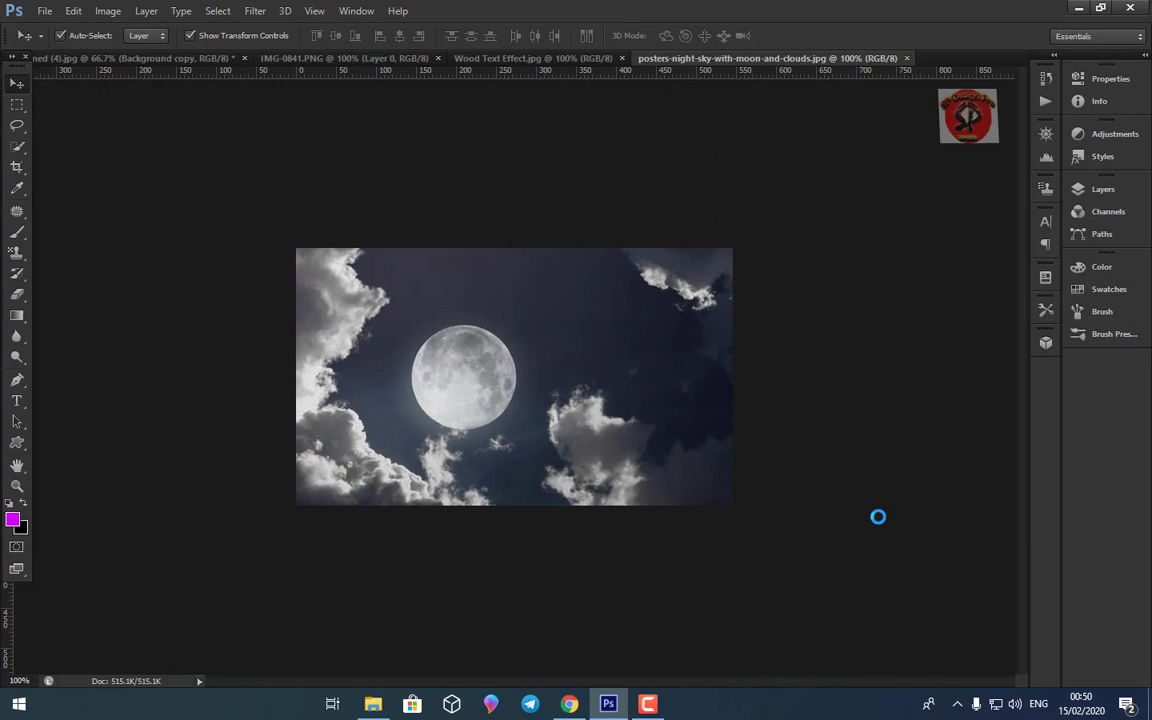 Ps File Edit Image Layer Type Select Filter 3D View Window Help
Auto-Select: Layer Show Transform Controls 3D Mode: Essentials
ned (4).jpg @ 66.7% (Background copy, RGB/8) * × IMG-0841.PNG @ 100% (Layer 0, RGB/8) × Wood Text Effect.jpg @ 100% (RGB/8) × posters-night-sky-with-moon-and-clouds.jpg @ 100% (RGB/8) ×
300 250 200 150 100 50 0 50 100 150 200 250 300 350 400 450 500 550 600 650 700 750 800 850
Properties
Info
Adjustments
Styles
Layers
Channels
Paths
Color
Swatches
Brush
Brush Pres...
100% Doc: 515.1K/515.1K
ENG 00:50
15/02/2020 2